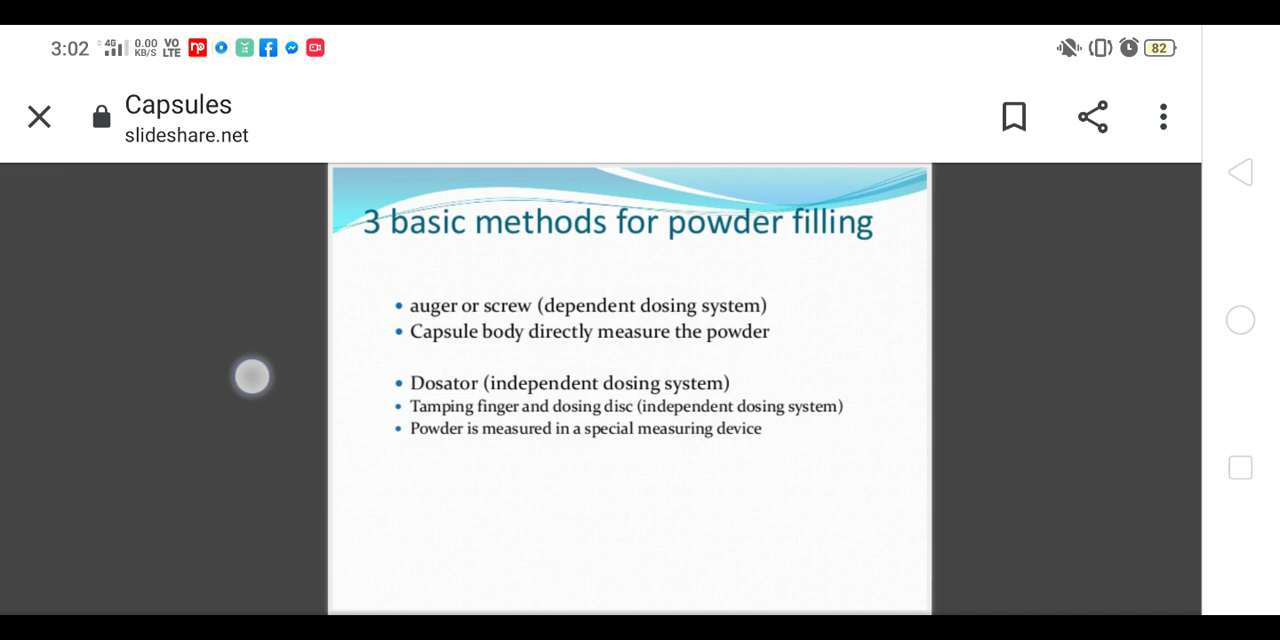 3:02 4G 0.00 KB/S VO LTE 82
Capsules
slideshare.net
3 basic methods for powder filling
• auger or screw (dependent dosing system)
• Capsule body directly measure the powder
• Dosator (independent dosing system)
• Tamping finger and dosing disc (independent dosing system)
• Powder is measured in a special measuring device